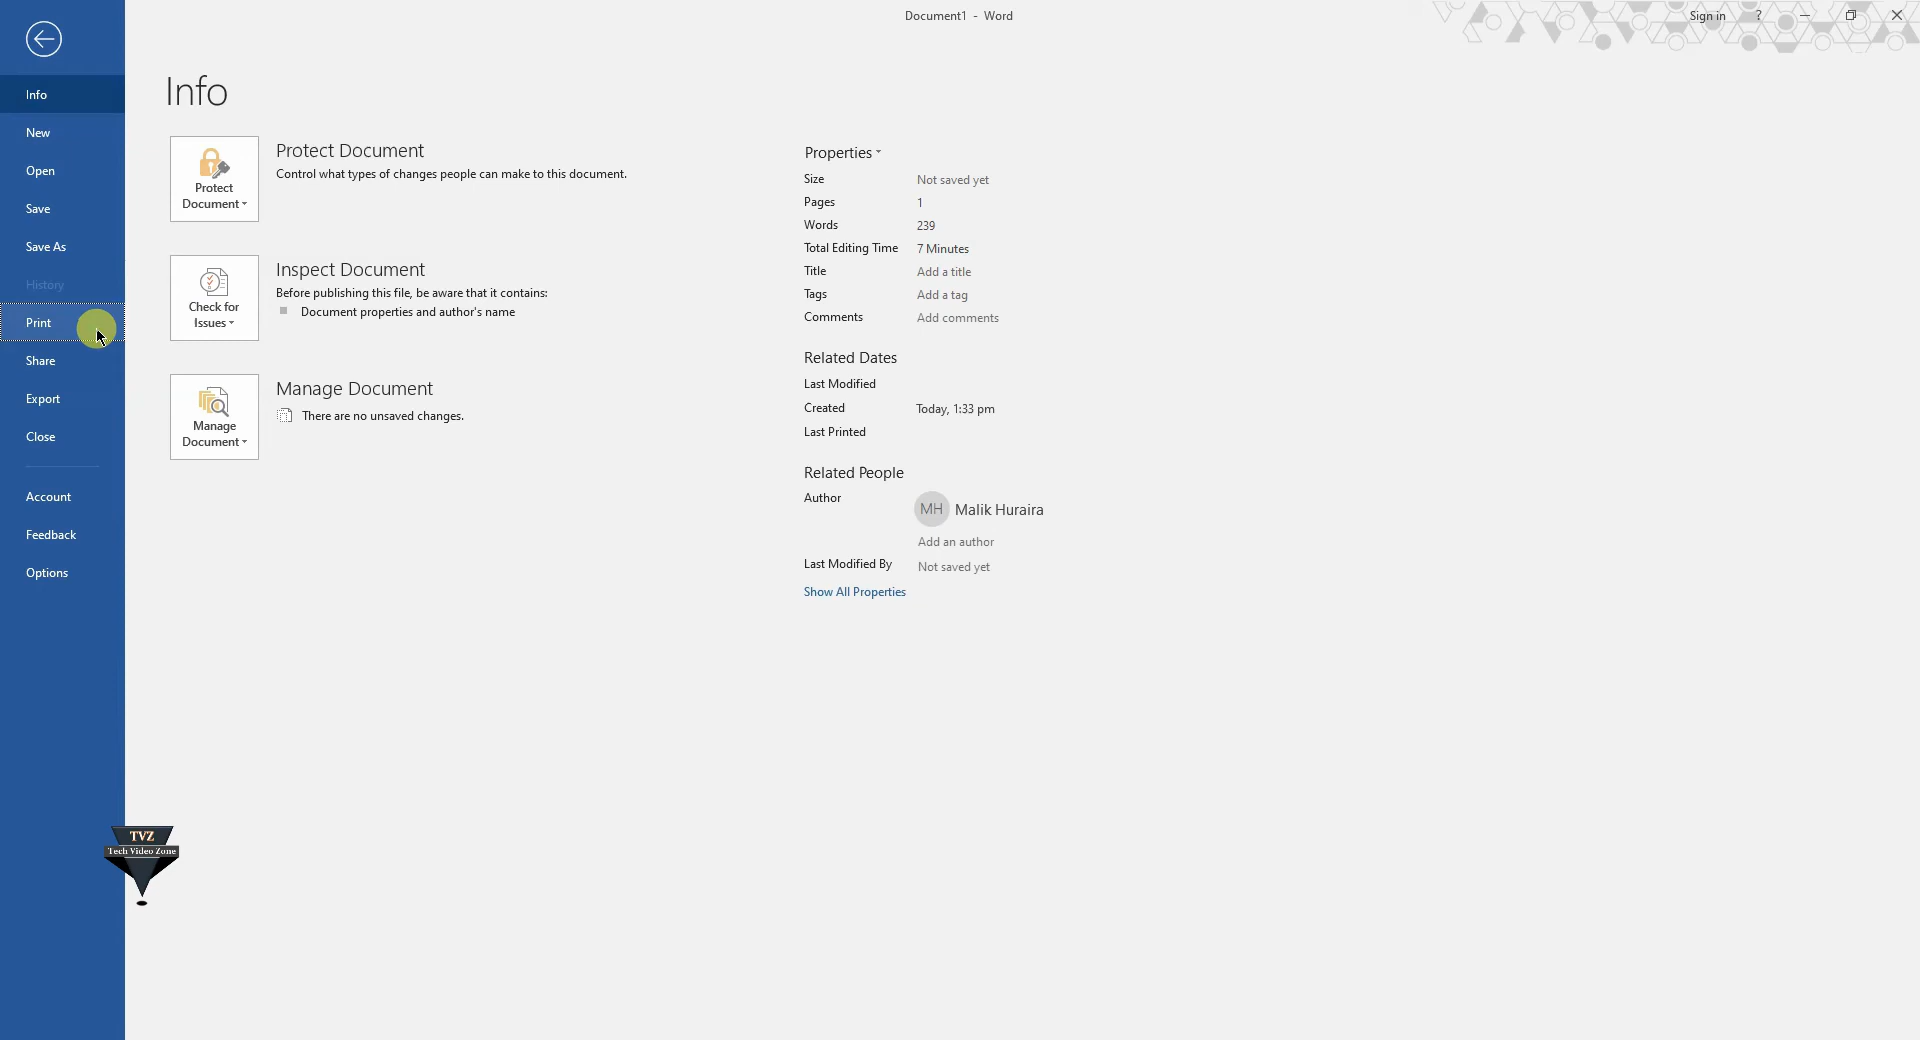 Document1 - Word
Sign in
?
Info
New
Open
Save
Save As
History
Print
Share
Export
Close
Account
Feedback
Options
Info
Protect Document
Protect Document
Control what types of changes people can make to this document.
Check for Issues
Inspect Document
Before publishing this file, be aware that it contains:
Document properties and author's name
Manage Document
Manage Document
There are no unsaved changes.
Properties
Size Not saved yet
Pages 1
Words 239
Total Editing Time 7 Minutes
Title Add a title
Tags Add a tag
Comments Add comments
Related Dates
Last Modified
Created Today, 1:33 pm
Last Printed
Related People
Author MH Malik Huraira
Add an author
Last Modified By Not saved yet
Show All Properties
TVZ
Tech Video Zone